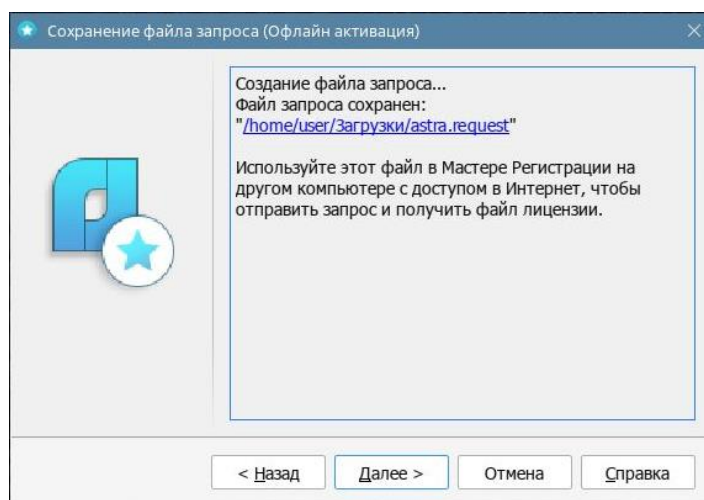 Сохранение файла запроса (Офлайн активация)
Создание файла запроса...
Файл запроса сохранен:
"/home/user/Загрузки/astra.request"
Используйте этот файл в Мастере Регистрации на
другом компьютере с доступом в Интернет, чтобы
отправить запрос и получить файл лицензии.
< Назад
Далее >
Отмена
Справка